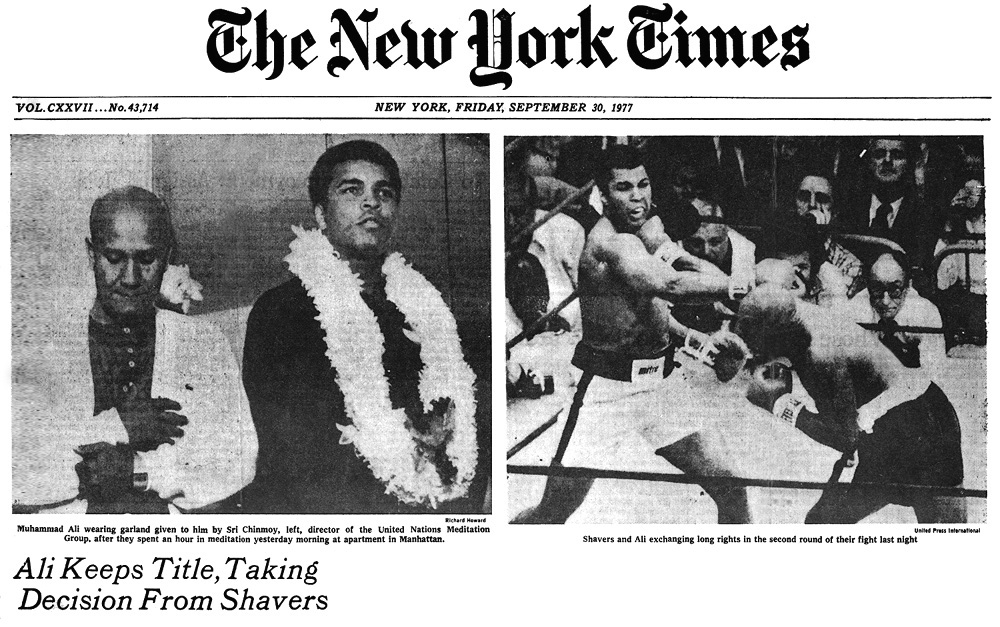 The New York Times
VOL. CXXVII ... No. 43,714
NEW YORK, FRIDAY, SEPTEMBER 30, 1977
Richard Howard
Muhammad Ali wearing garland given to him by Sri Chinmoy, left, director of the United Nations Meditation
Group, after they spent an hour in meditation yesterday morning at apartment in Manhattan.
United Press International
Shavers and Ali exchanging long rights in the second round of their fight last night
Ali Keeps Title, Taking
Decision From Shavers